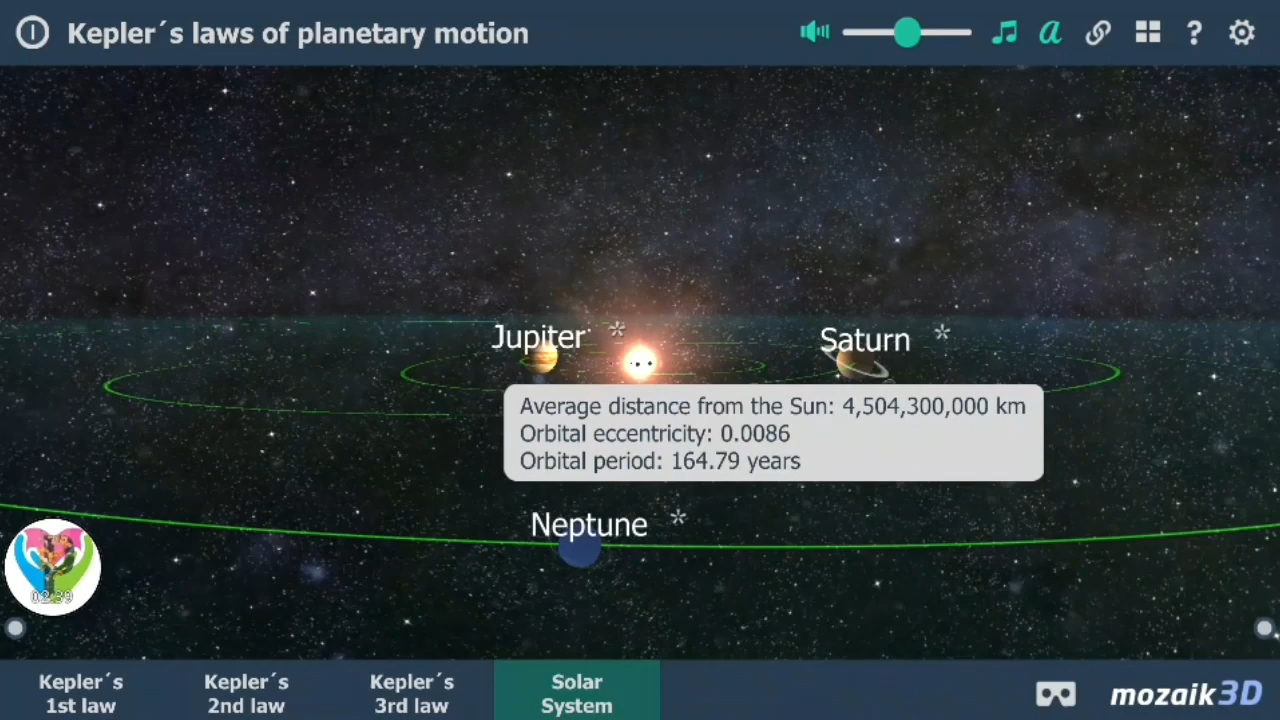 Kepler´s laws of planetary motion
Jupiter *
Saturn *
Average distance from the Sun: 4,504,300,000 km
Orbital eccentricity: 0.0086
Orbital period: 164.79 years
Neptune *
02:39
Kepler´s
1st law
Kepler´s
2nd law
Kepler´s
3rd law
Solar
System
mozaik3D